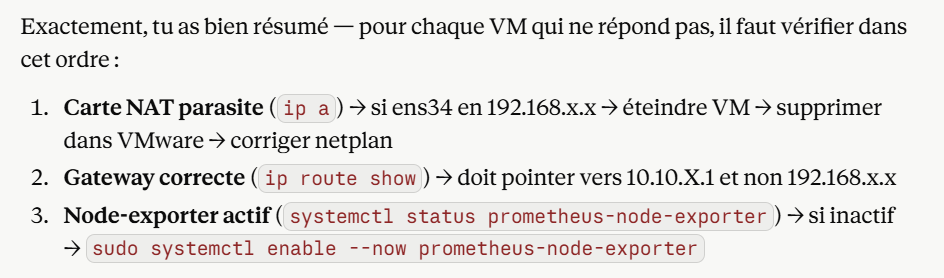 Exactement, tu as bien résumé — pour chaque VM qui ne répond pas, il faut vérifier dans
cet ordre :
1. Carte NAT parasite (ip a) → si ens34 en 192.168.x.x → éteindre VM → supprimer
dans VMware → corriger netplan
2. Gateway correcte (ip route show) → doit pointer vers 10.10.X.1 et non 192.168.x.x
3. Node-exporter actif (systemctl status prometheus-node-exporter) → si inactif
→ sudo systemctl enable --now prometheus-node-exporter